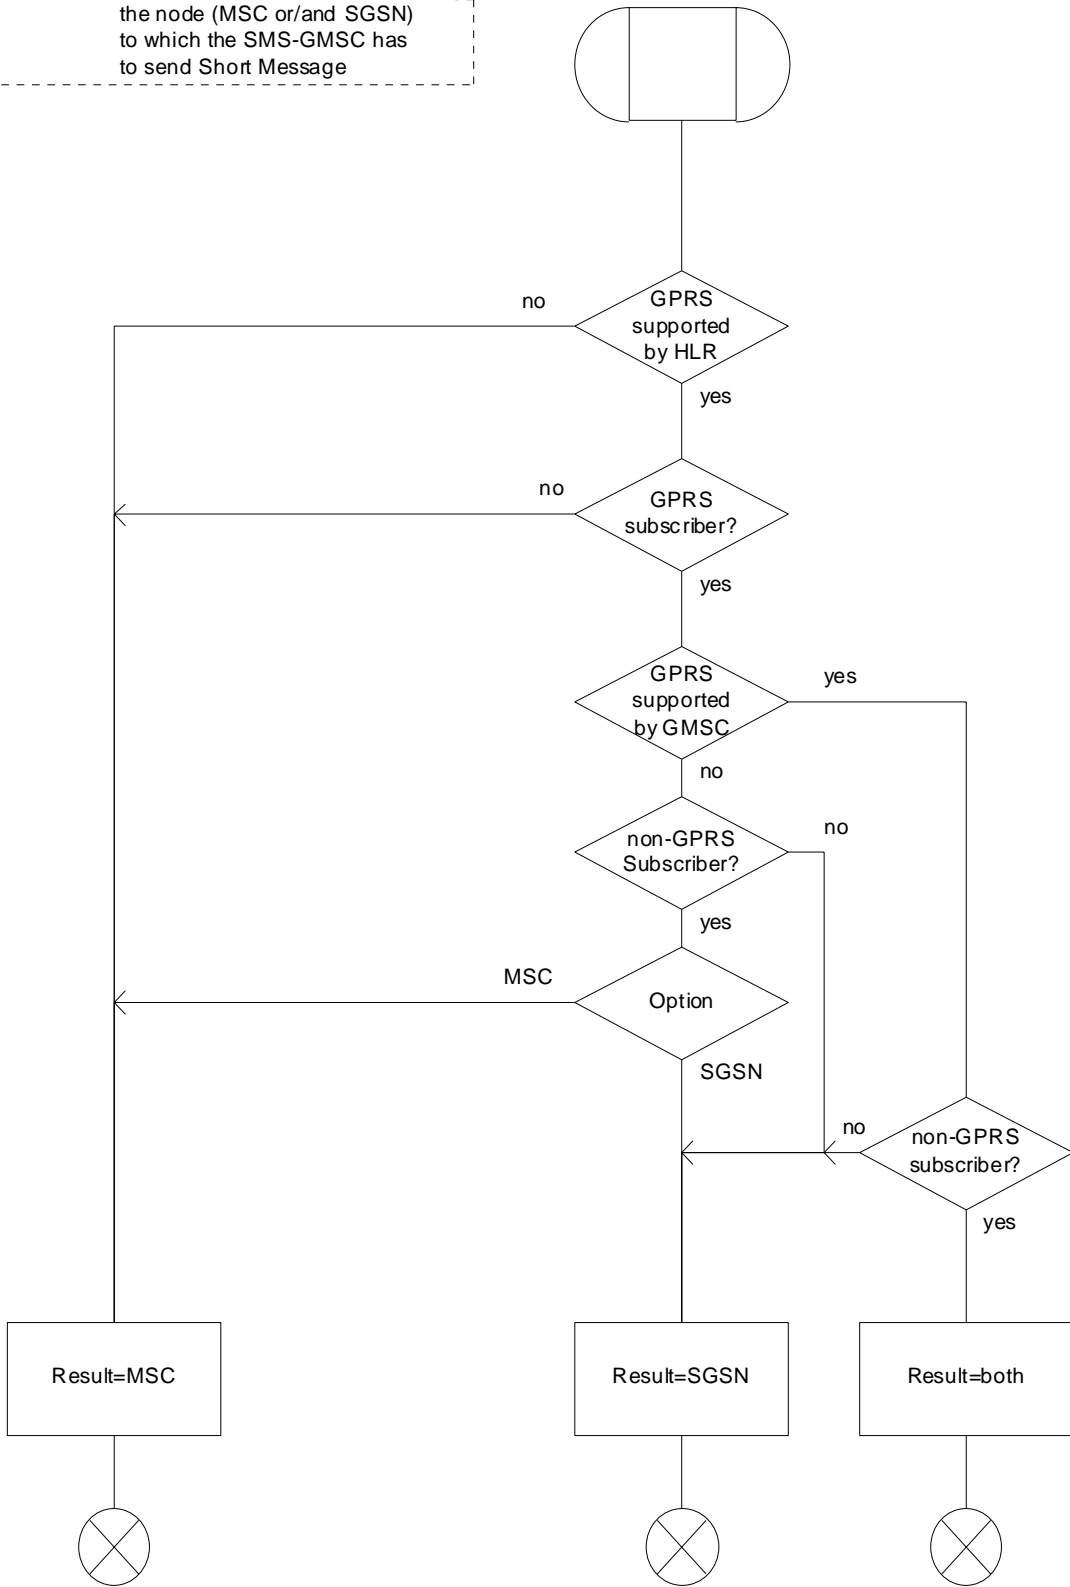 the node (MSC or/and SGSN)
to which the SMS-GMSC has
to send Short Message
no
GPRS
supported
by HLR
yes
no
GPRS
subscriber?
yes
GPRS
supported
by GMSC
yes
no
non-GPRS
Subscriber?
no
yes
MSC
Option
SGSN
no
non-GPRS
subscriber?
yes
Result=MSC
Result=SGSN
Result=both